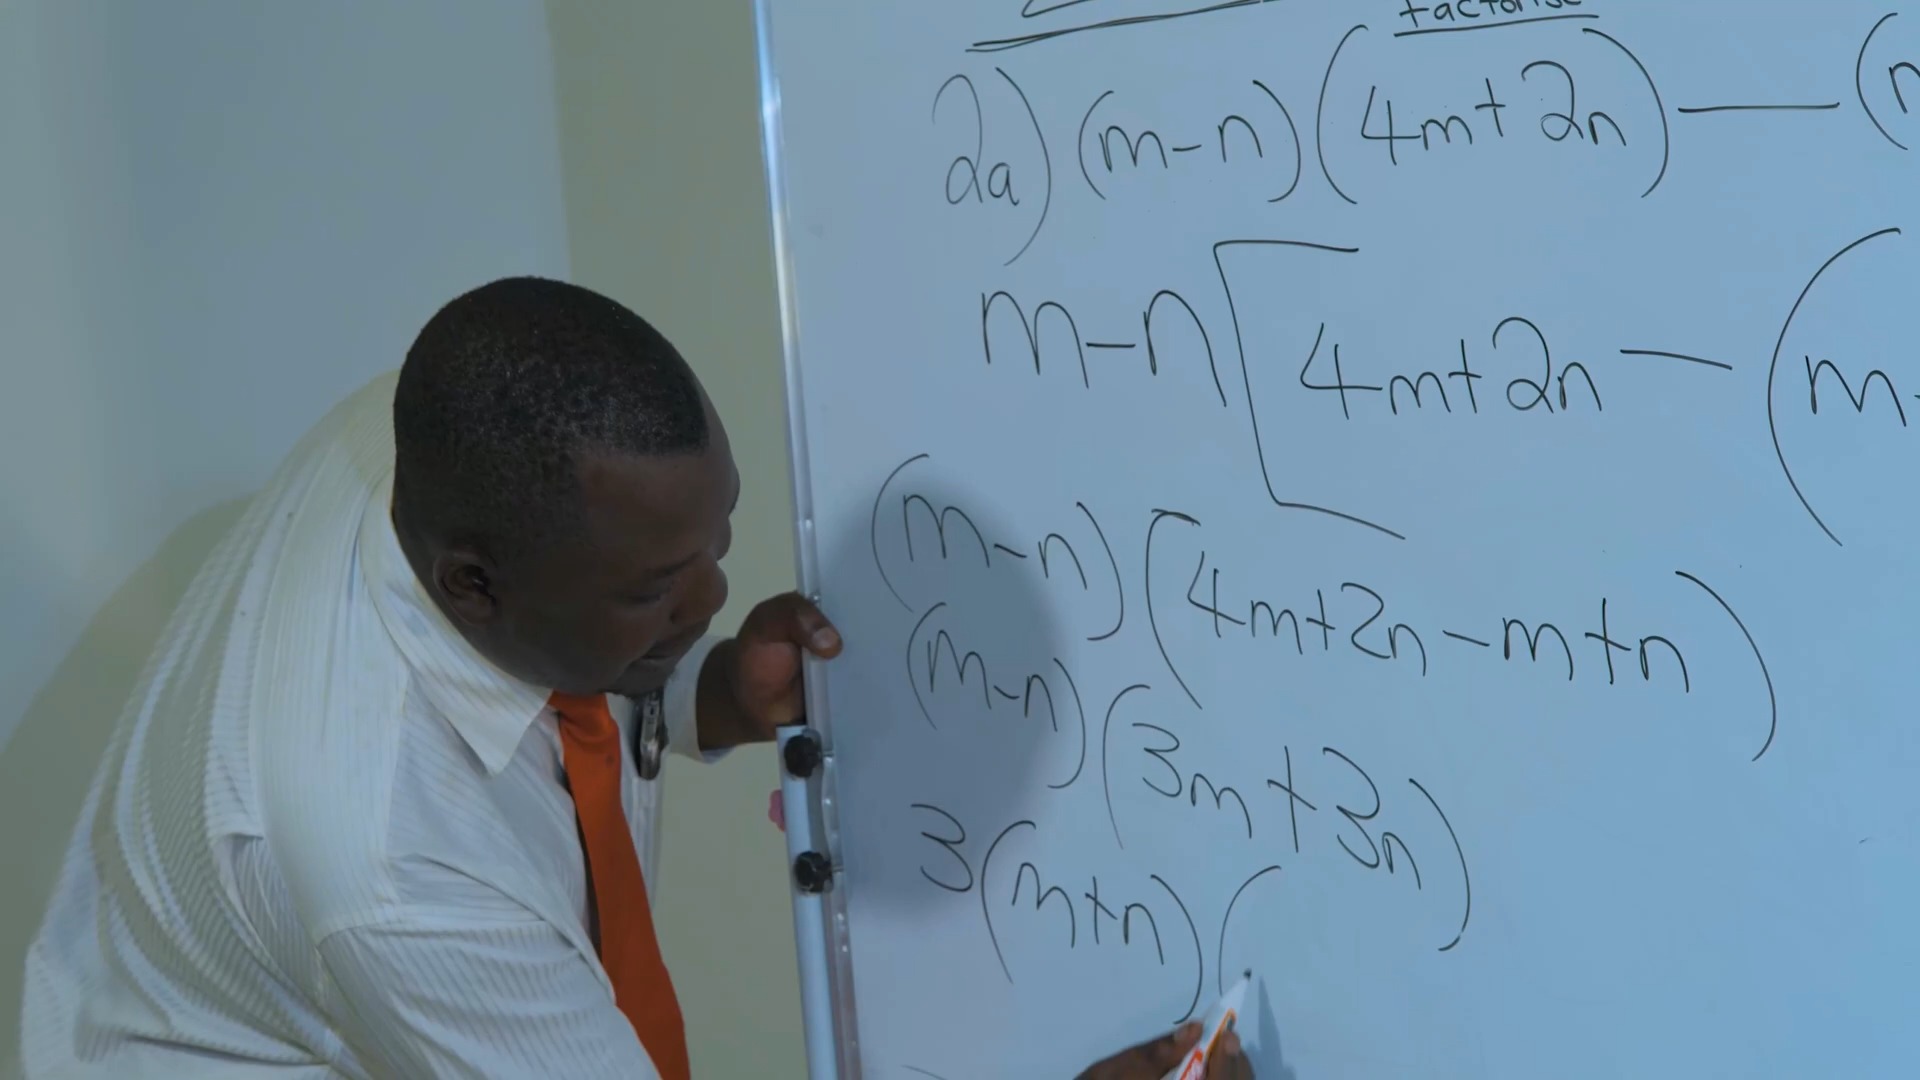 factorise
2a) (m-n)(4m+2n) — (
m-n[4m+2n — (m
(m-n)(4m+2n-m+n)
(m-n)(3m+3n)
3(m+n)(